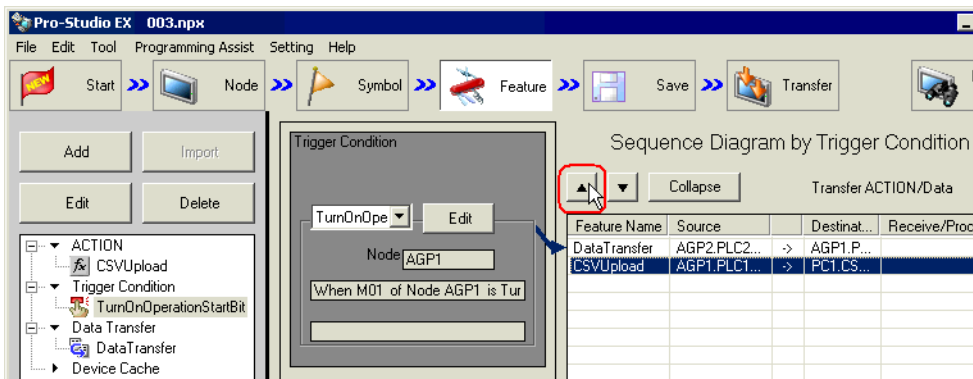 Pro-Studio EX 003.npx
File Edit Tool Programming Assist Setting Help
NEW Start Node Symbol Feature Save Transfer
Add Import
Edit Delete
ACTION
fx CSVUpload
Trigger Condition
TurnOnOperationStartBit
Data Transfer
DataTransfer
Device Cache
Trigger Condition
TurnOnOpe Edit
Node AGP1
When M01 of Node AGP1 is Tur
Sequence Diagram by Trigger Condition
Collapse Transfer ACTION/Data
Feature Name Source Destinat... Receive/Proc
DataTransfer AGP2.PLC2... -> AGP1.P...
CSVUpload AGP1.PLC1... -> PC1.CS...